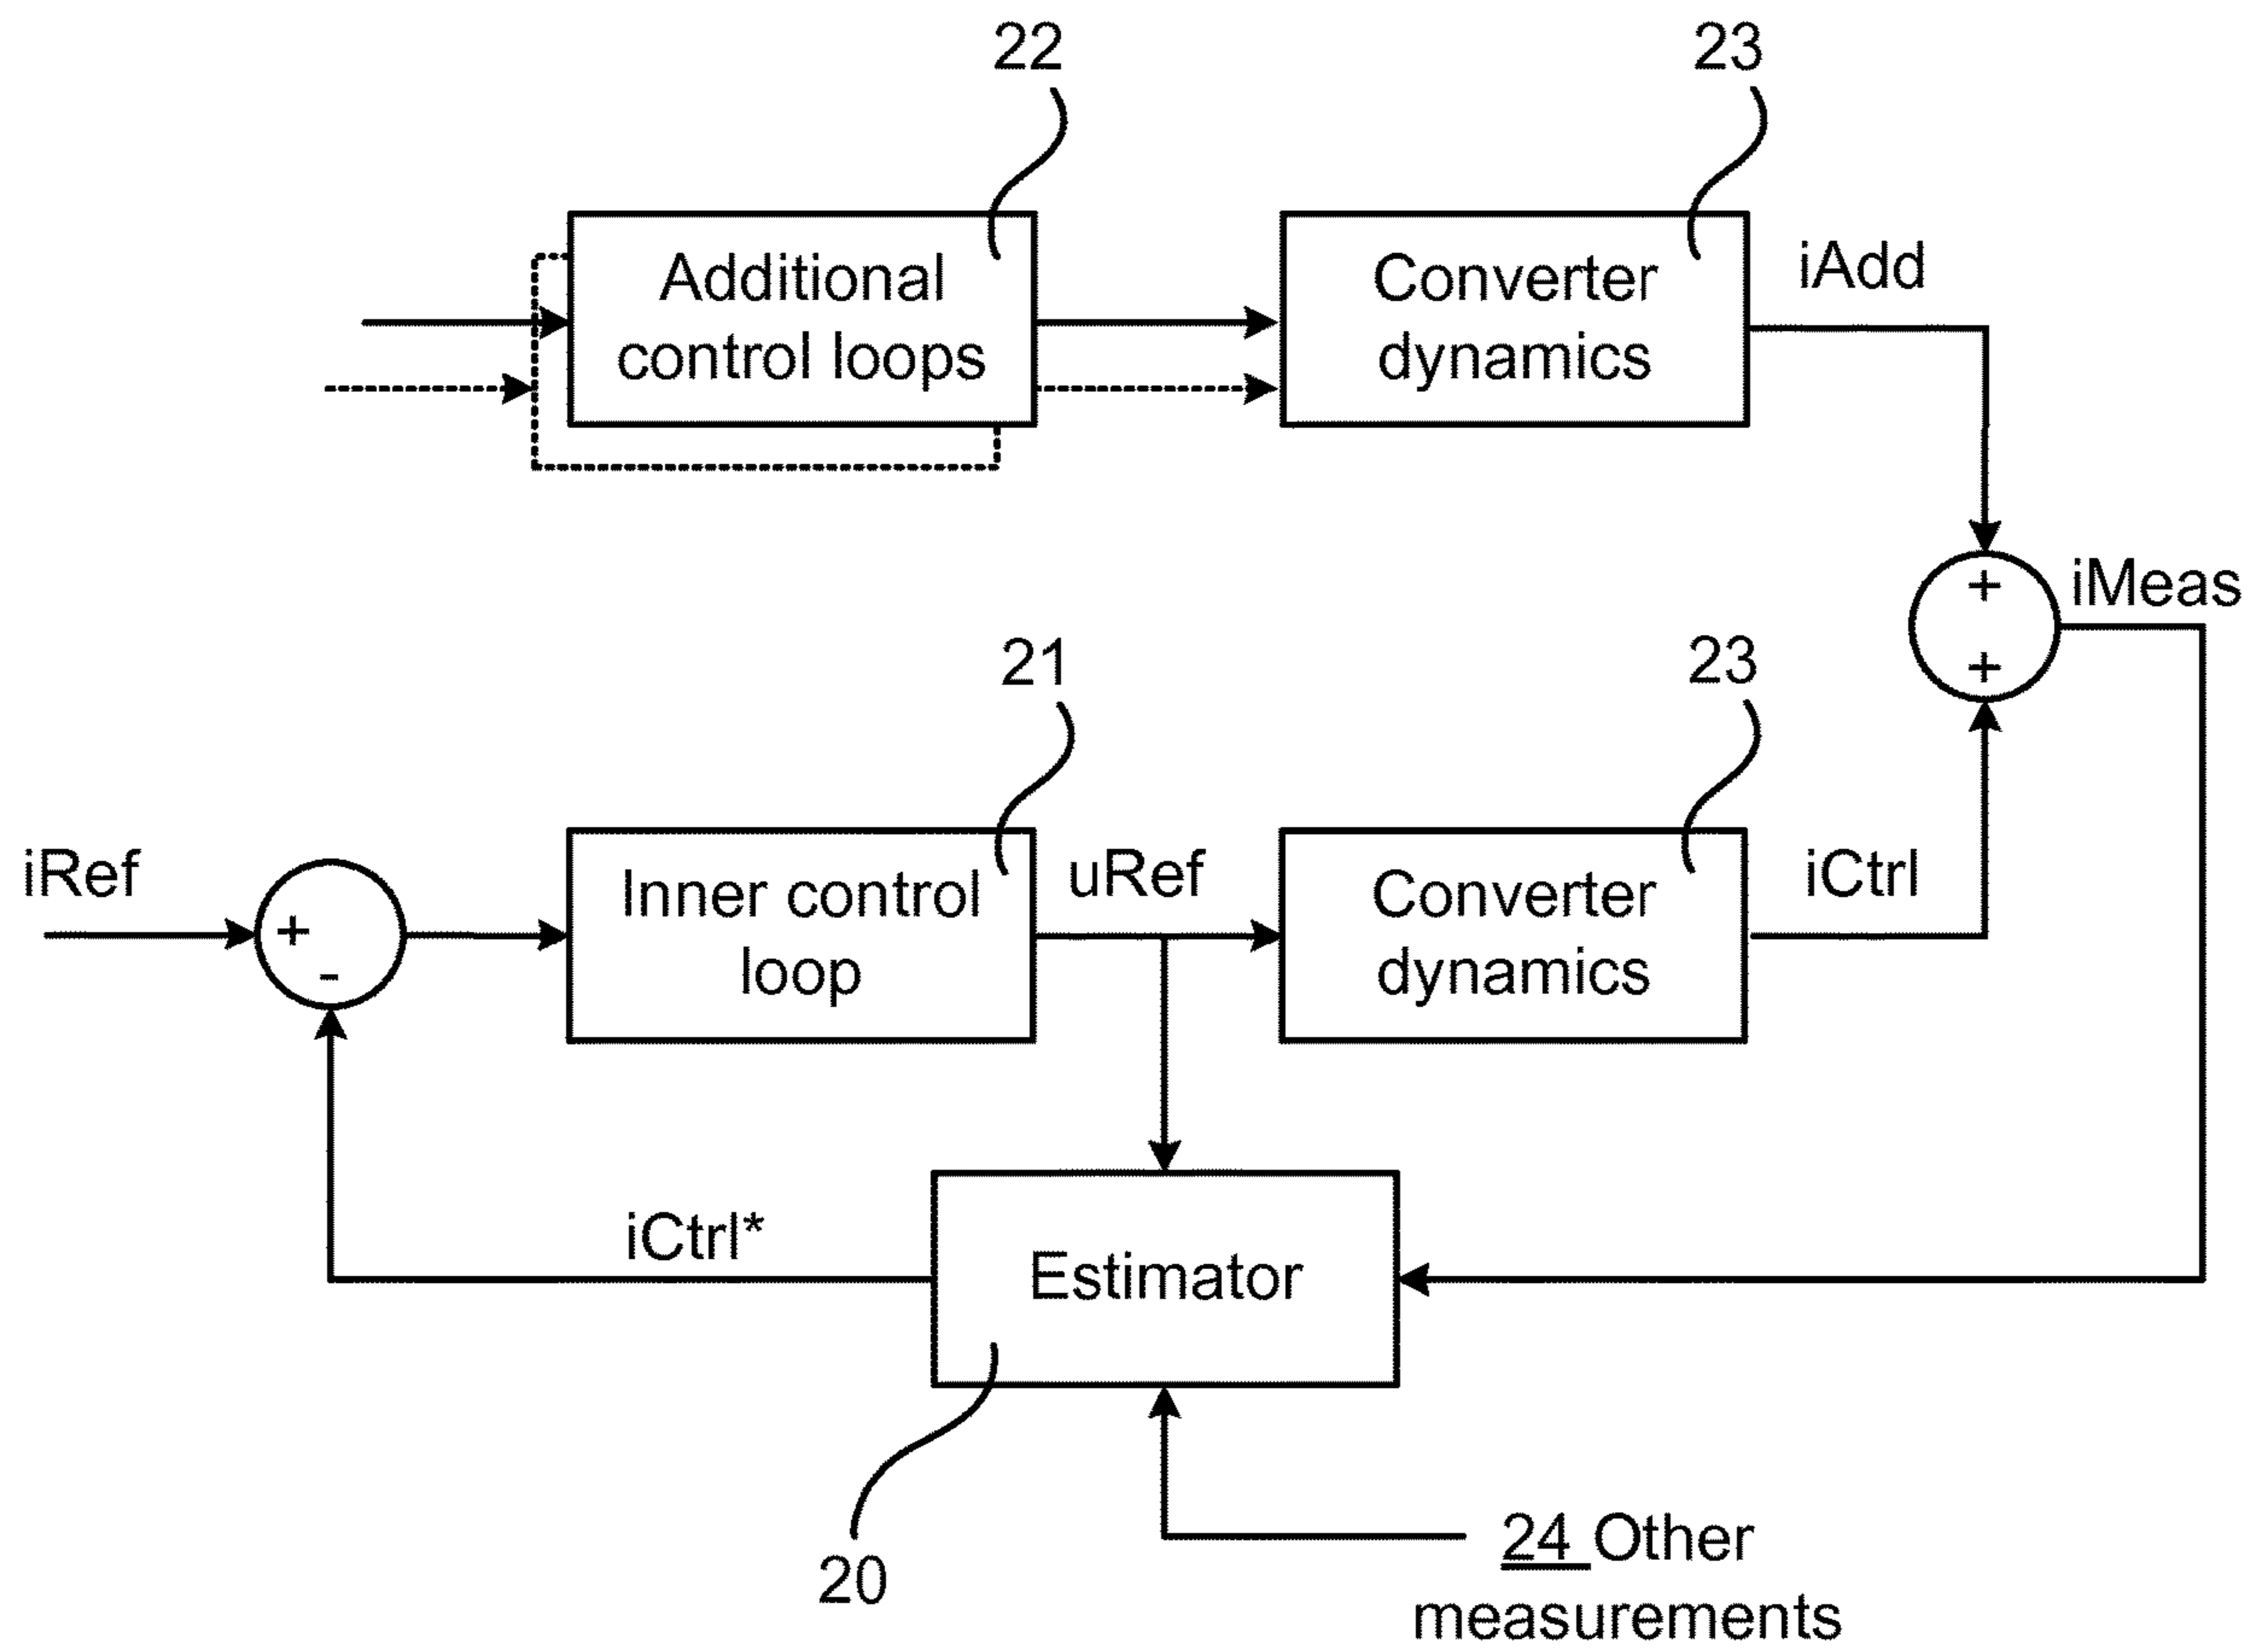 22
23
Additional
control loops
Converter
dynamics
iAdd
+
+
iMeas
21
23
iRef
+
-
Inner control
loop
uRef
Converter
dynamics
iCtrl
iCtrl*
Estimator
20
24 Other
measurements